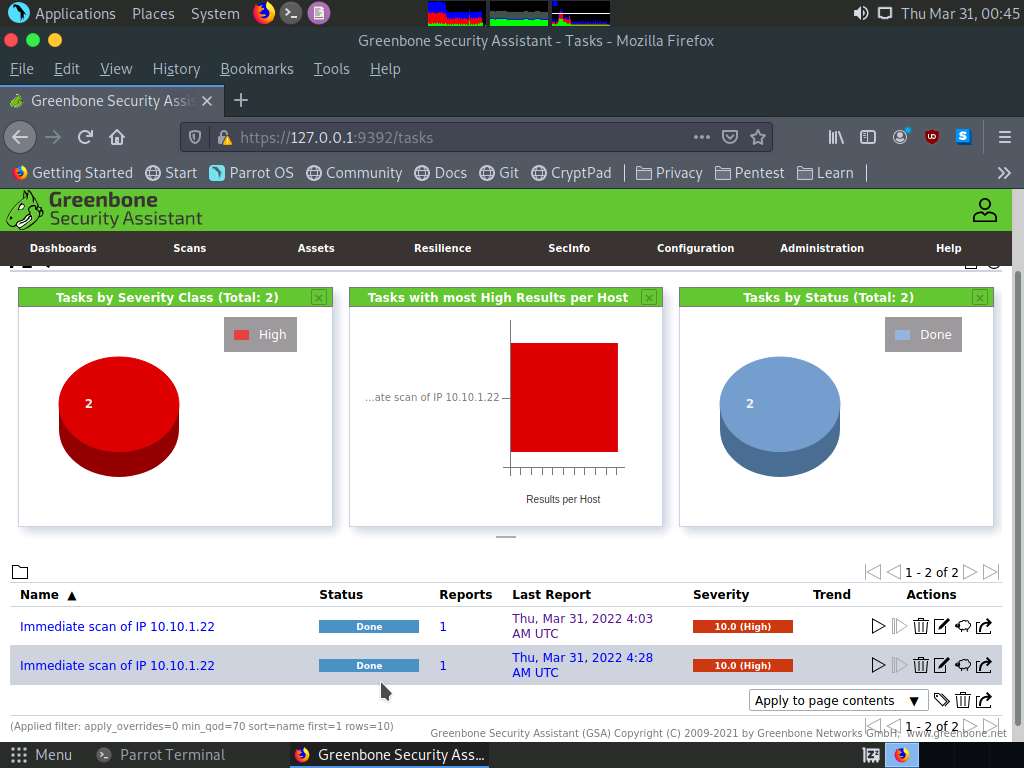 Applications Places System Thu Mar 31, 00:45
Greenbone Security Assistant - Tasks - Mozilla Firefox
File Edit View History Bookmarks Tools Help
Greenbone Security Assis
https://127.0.0.1:9392/tasks
Getting Started Start Parrot OS Community Docs Git CryptPad Privacy Pentest Learn
Greenbone
Security Assistant
Dashboards Scans Assets Resilience SecInfo Configuration Administration Help
Tasks by Severity Class (Total: 2) Tasks with most High Results per Host Tasks by Status (Total: 2)
High Done
...ate scan of IP 10.10.1.22
2 2
Results per Host
1 - 2 of 2
Name ▲ Status Reports Last Report Severity Trend Actions
Immediate scan of IP 10.10.1.22 Done 1 Thu, Mar 31, 2022 4:03 AM UTC 10.0 (High)
Immediate scan of IP 10.10.1.22 Done 1 Thu, Mar 31, 2022 4:28 AM UTC 10.0 (High)
Apply to page contents ▼
(Applied filter: apply_overrides=0 min_qod=70 sort=name first=1 rows=10) 1 - 2 of 2
Greenbone Security Assistant (GSA) Copyright (C) 2009-2021 by Greenbone Networks GmbH, www.greenbone.net
Menu Parrot Terminal Greenbone Security Ass...